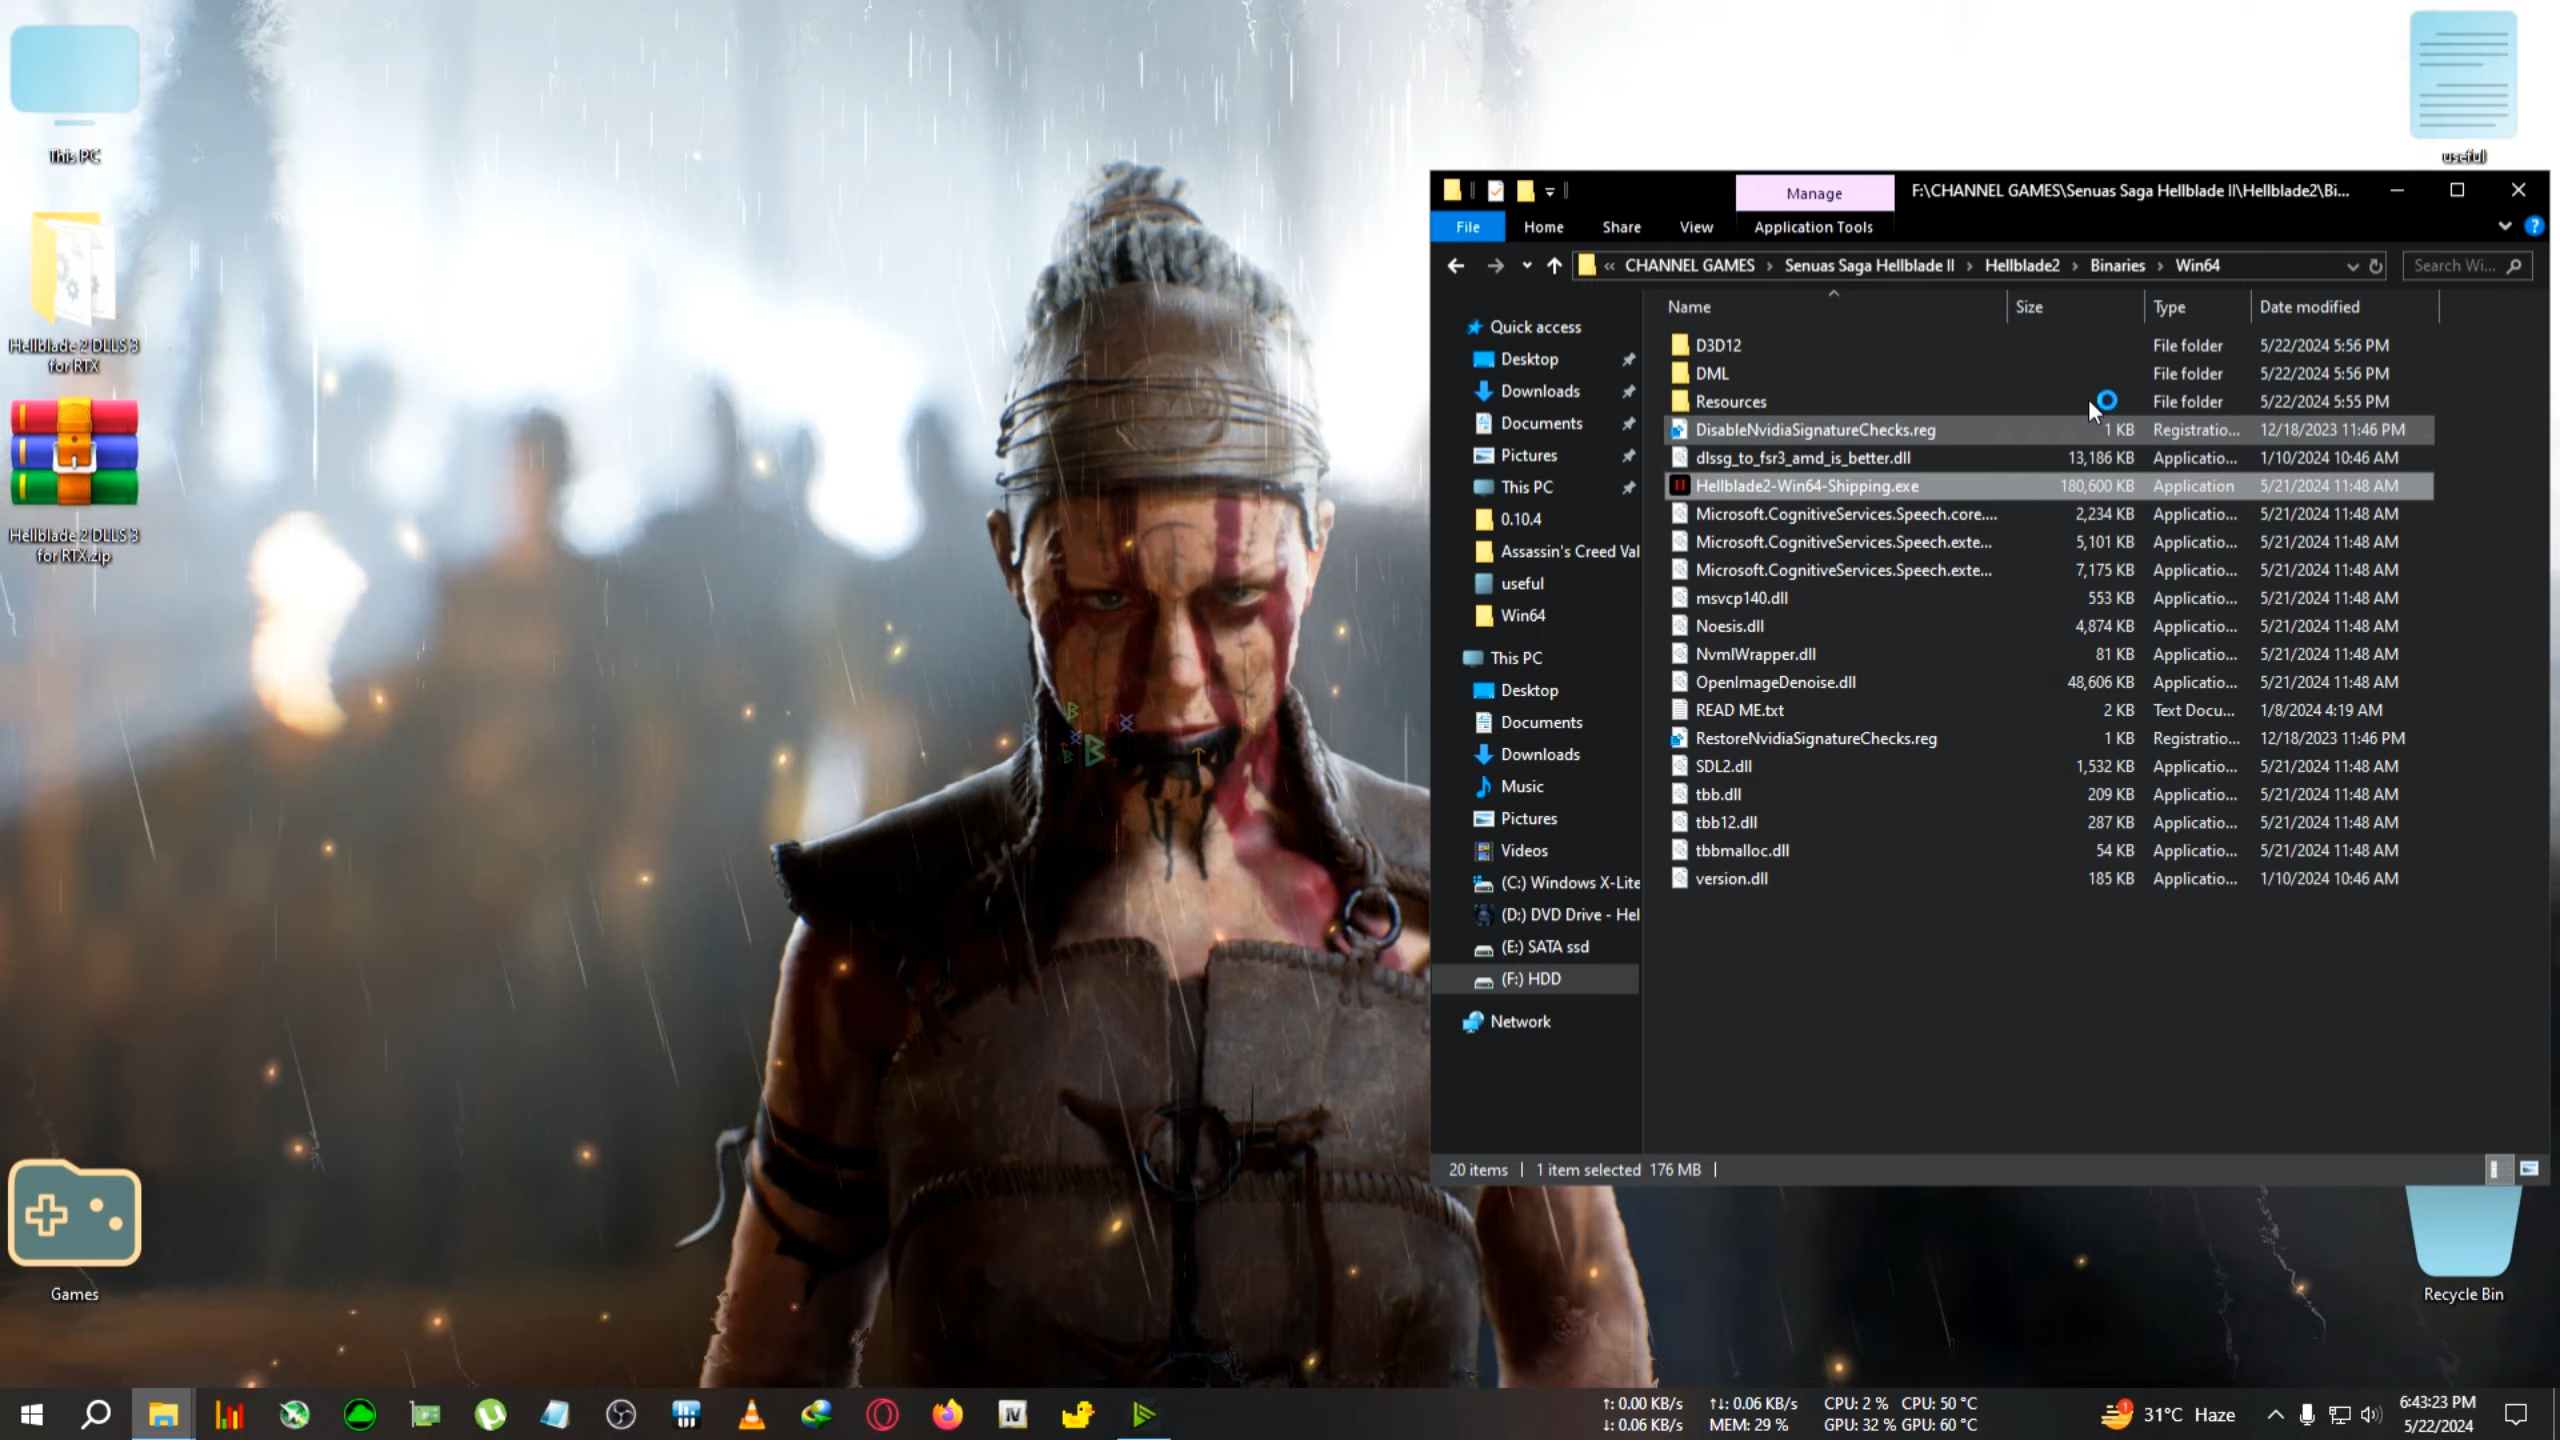 This PC
Hellblade 2 DLLS 3
for RTX
Hellblade 2 DLLS 3
for RTX.zip
Games
useful
Recycle Bin
Manage
F:\CHANNEL GAMES\Senuas Saga Hellblade II\Hellblade2\Bi...
File Home Share View Application Tools
« CHANNEL GAMES › Senuas Saga Hellblade II › Hellblade2 › Binaries › Win64
Search Wi...
Quick access
Desktop
Downloads
Documents
Pictures
This PC
0.10.4
Assassin's Creed Val
useful
Win64
This PC
Desktop
Documents
Downloads
Music
Pictures
Videos
(C:) Windows X-Lite
(D:) DVD Drive - Hel
(E:) SATA ssd
(F:) HDD
Network
Name Size Type Date modified
D3D12 File folder 5/22/2024 5:56 PM
DML File folder 5/22/2024 5:56 PM
Resources File folder 5/22/2024 5:55 PM
DisableNvidiaSignatureChecks.reg 1 KB Registratio... 12/18/2023 11:46 PM
dlssg_to_fsr3_amd_is_better.dll 13,186 KB Applicatio... 1/10/2024 10:46 AM
Hellblade2-Win64-Shipping.exe 180,600 KB Application 5/21/2024 11:48 AM
Microsoft.CognitiveServices.Speech.core.... 2,234 KB Applicatio... 5/21/2024 11:48 AM
Microsoft.CognitiveServices.Speech.exte... 5,101 KB Applicatio... 5/21/2024 11:48 AM
Microsoft.CognitiveServices.Speech.exte... 7,175 KB Applicatio... 5/21/2024 11:48 AM
msvcp140.dll 553 KB Applicatio... 5/21/2024 11:48 AM
Noesis.dll 4,874 KB Applicatio... 5/21/2024 11:48 AM
NvmlWrapper.dll 81 KB Applicatio... 5/21/2024 11:48 AM
OpenImageDenoise.dll 48,606 KB Applicatio... 5/21/2024 11:48 AM
READ ME.txt 2 KB Text Docu... 1/8/2024 4:19 AM
RestoreNvidiaSignatureChecks.reg 1 KB Registratio... 12/18/2023 11:46 PM
SDL2.dll 1,532 KB Applicatio... 5/21/2024 11:48 AM
tbb.dll 209 KB Applicatio... 5/21/2024 11:48 AM
tbb12.dll 287 KB Applicatio... 5/21/2024 11:48 AM
tbbmalloc.dll 54 KB Applicatio... 5/21/2024 11:48 AM
version.dll 185 KB Applicatio... 1/10/2024 10:46 AM
20 items | 1 item selected 176 MB |
↑: 0.00 KB/s ↑↓: 0.06 KB/s CPU: 2 % CPU: 50 °C
↓: 0.06 KB/s MEM: 29 % GPU: 32 % GPU: 60 °C
31°C Haze
6:43:23 PM
5/22/2024